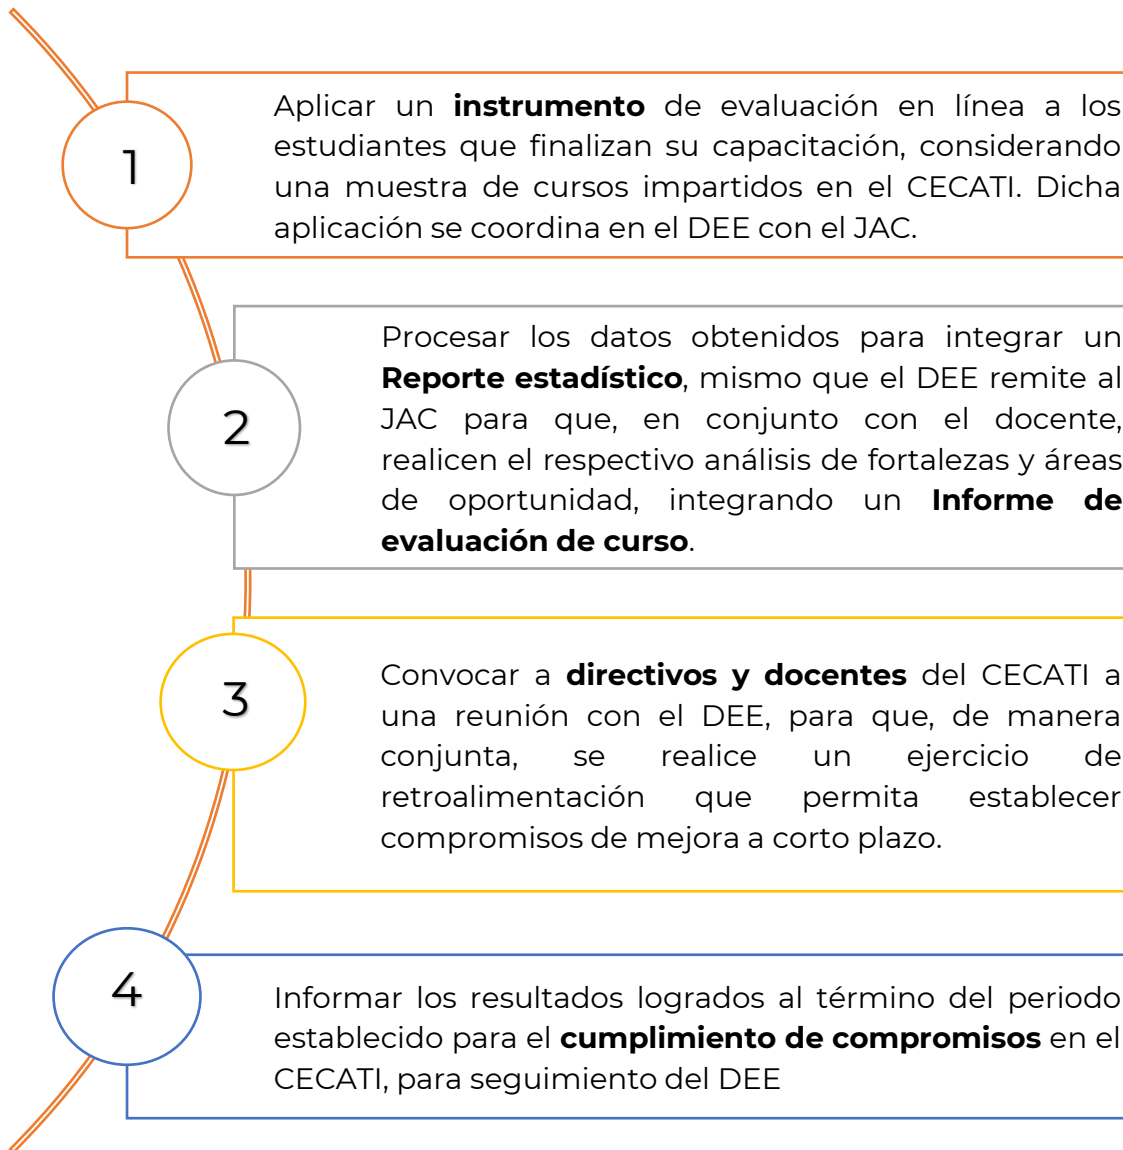 1
Aplicar un instrumento de evaluación en línea a los
estudiantes que finalizan su capacitación, considerando
una muestra de cursos impartidos en el CECATI. Dicha
aplicación se coordina en el DEE con el JAC.
2
Procesar los datos obtenidos para integrar un
Reporte estadístico, mismo que el DEE remite al
JAC para que, en conjunto con el docente,
realicen el respectivo análisis de fortalezas y áreas
de oportunidad, integrando un Informe de
evaluación de curso.
3
Convocar a directivos y docentes del CECATI a
una reunión con el DEE, para que, de manera
conjunta, se realice un ejercicio de
retroalimentación que permita establecer
compromisos de mejora a corto plazo.
4
Informar los resultados logrados al término del periodo
establecido para el cumplimiento de compromisos en el
CECATI, para seguimiento del DEE